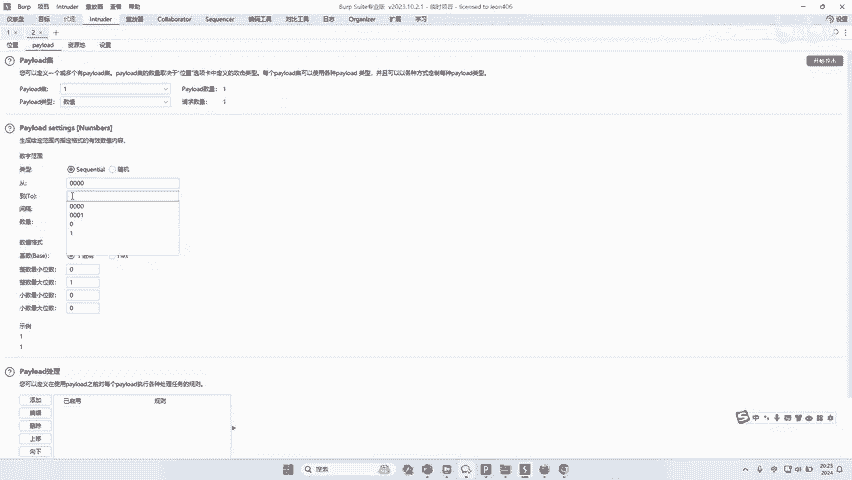 Burp 项目 Intruder 重放器 查看 帮助
Burp Suite专业版 v2023.10.2.1 - 临时项目 - licensed to leon406
仪表盘 目标 代理 Intruder 重放器 Collaborator Sequencer 编码工具 对比工具 日志 Organizer 扩展 学习
设置
1 × 2 × +
位置 payload 资源池 设置
Payload集
开始攻击
您可以定义一个或多个有payload集。payload集的数量取决于"位置"选项卡中定义的攻击类型。每个payload集可以使用各种payload 类型，并且可以以各种方式定制每种payload类型。
Payload集: 1 Payload数量: 1
Payload类型: 数值 请求数量: 1
Payload settings [Numbers]
生成给定范围内指定格式的有效数值内容。
数字范围
类型: Sequential 随机
从: 0000
到(To):
间隔: 0000
0001
数量: 0
1
数值格式
基数(Base):
整数最小位数: 0
整数最大位数: 1
小数最小位数: 0
小数最大位数: 0
示例
1
1
Payload处理
您可以定义在使用payload之前对每个payload执行各种处理任务的规则。
添加 已启用 规则
编辑
删除
上移
向下
搜索
中
20:25
2024